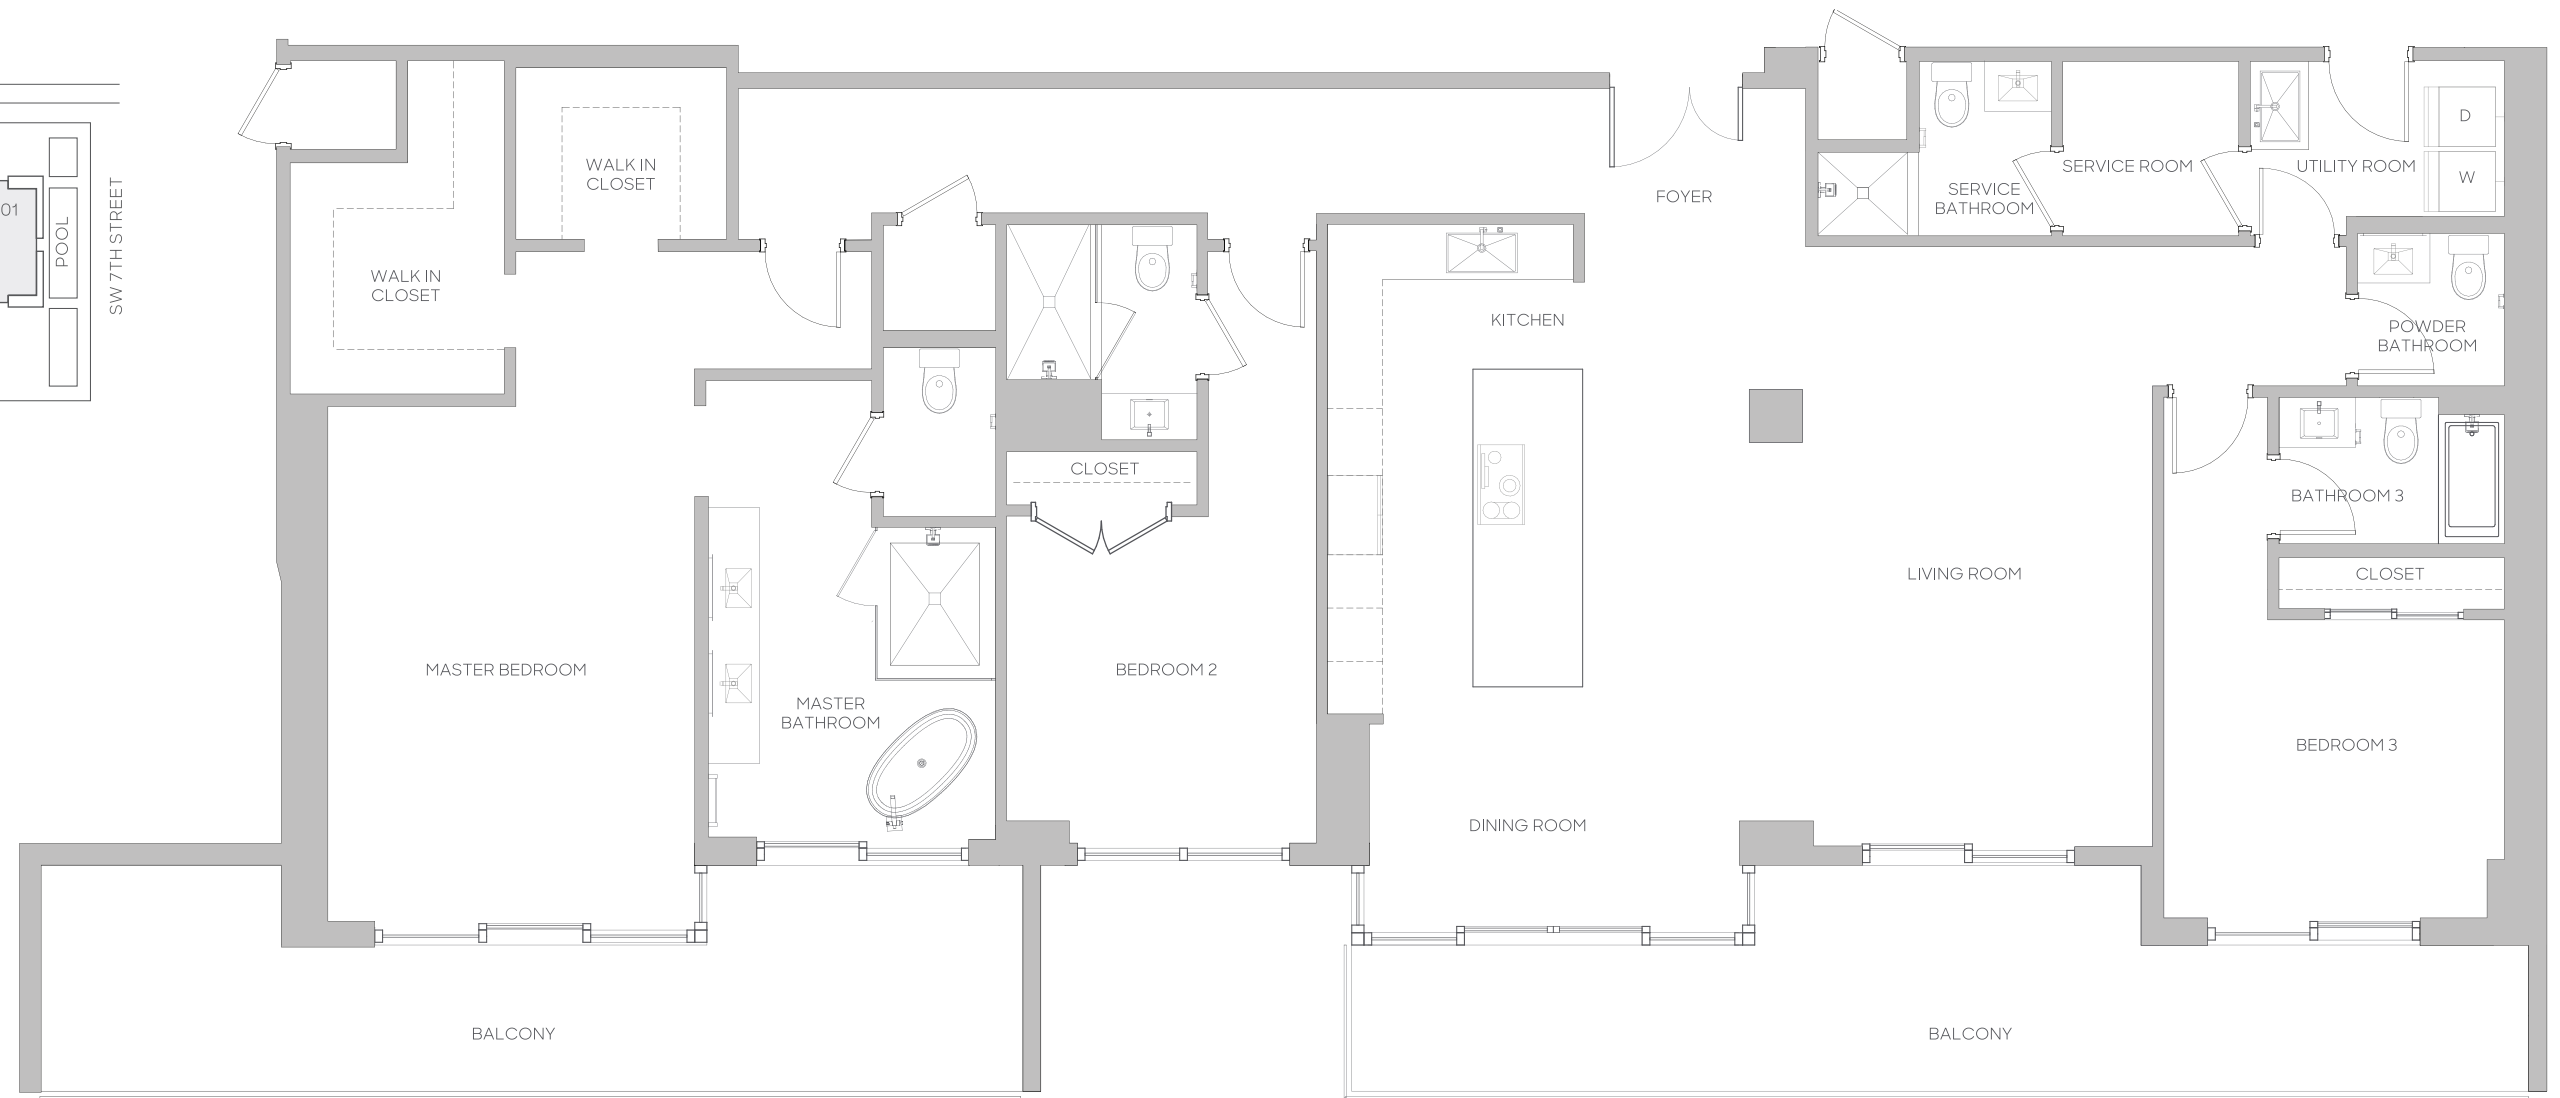 01
POOL
SW 7TH STREET
WALK IN
CLOSET
WALK IN
CLOSET
MASTER BEDROOM
MASTER
BATHROOM
BALCONY
CLOSET
BEDROOM 2
KITCHEN
DINING ROOM
FOYER
LIVING ROOM
SERVICE
BATHROOM
SERVICE ROOM
UTILITY ROOM
D
W
POWDER
BATHROOM
BATHROOM 3
CLOSET
BEDROOM 3
BALCONY